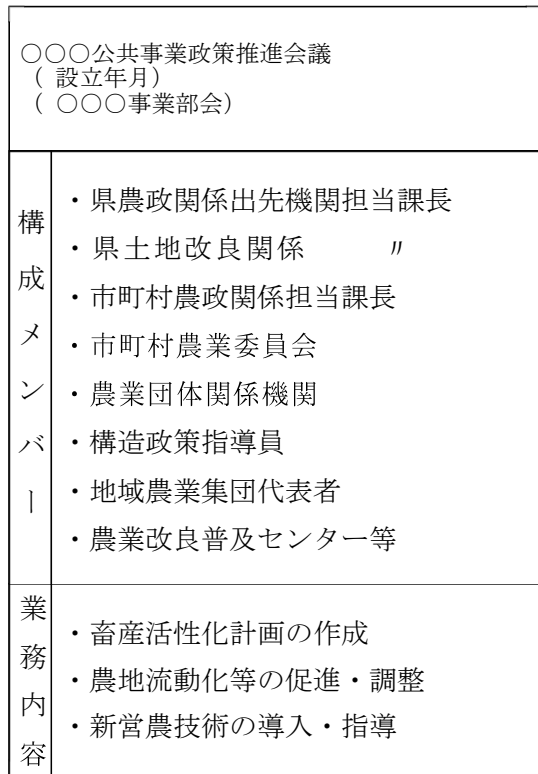 ○○○公共事業政策推進会議
（ 設立年月）
（ ○○○事業部会）
構成メンバー
・県農政関係出先機関担当課長
・県土地改良関係　　〃
・市町村農政関係担当課長
・市町村農業委員会
・農業団体関係機関
・構造政策指導員
・地域農業集団代表者
・農業改良普及センター等
業務内容
・畜産活性化計画の作成
・農地流動化等の促進・調整
・新営農技術の導入・指導